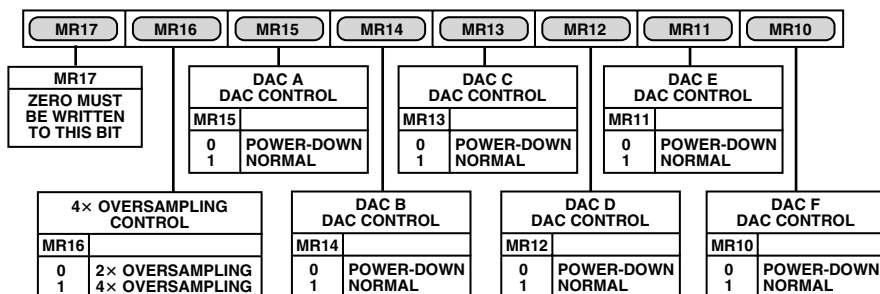 MR17 MR16 MR15 MR14 MR13 MR12 MR11 MR10
MR17
ZERO MUST
BE WRITTEN
TO THIS BIT
DAC A
DAC CONTROL
MR15
0 POWER-DOWN
1 NORMAL
DAC C
DAC CONTROL
MR13
0 POWER-DOWN
1 NORMAL
DAC E
DAC CONTROL
MR11
0 POWER-DOWN
1 NORMAL
4× OVERSAMPLING
CONTROL
MR16
0 2× OVERSAMPLING
1 4× OVERSAMPLING
DAC B
DAC CONTROL
MR14
0 POWER-DOWN
1 NORMAL
DAC D
DAC CONTROL
MR12
0 POWER-DOWN
1 NORMAL
DAC F
DAC CONTROL
MR10
0 POWER-DOWN
1 NORMAL